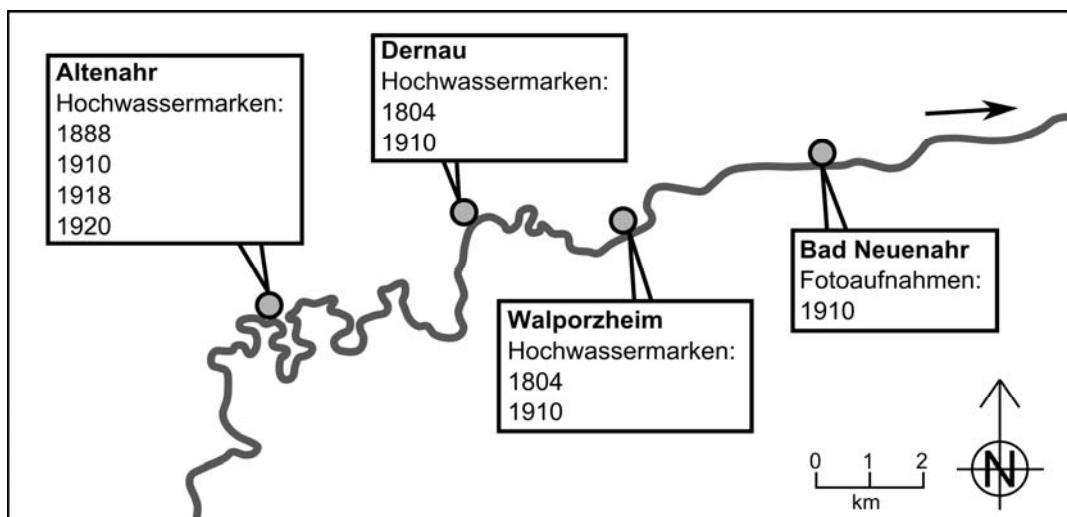 Altenahr
Hochwassermarken:
1888
1910
1918
1920
Dernau
Hochwassermarken:
1804
1910
Walporzheim
Hochwassermarken:
1804
1910
Bad Neuenahr
Fotoaufnahmen:
1910
0 1 2
km
N